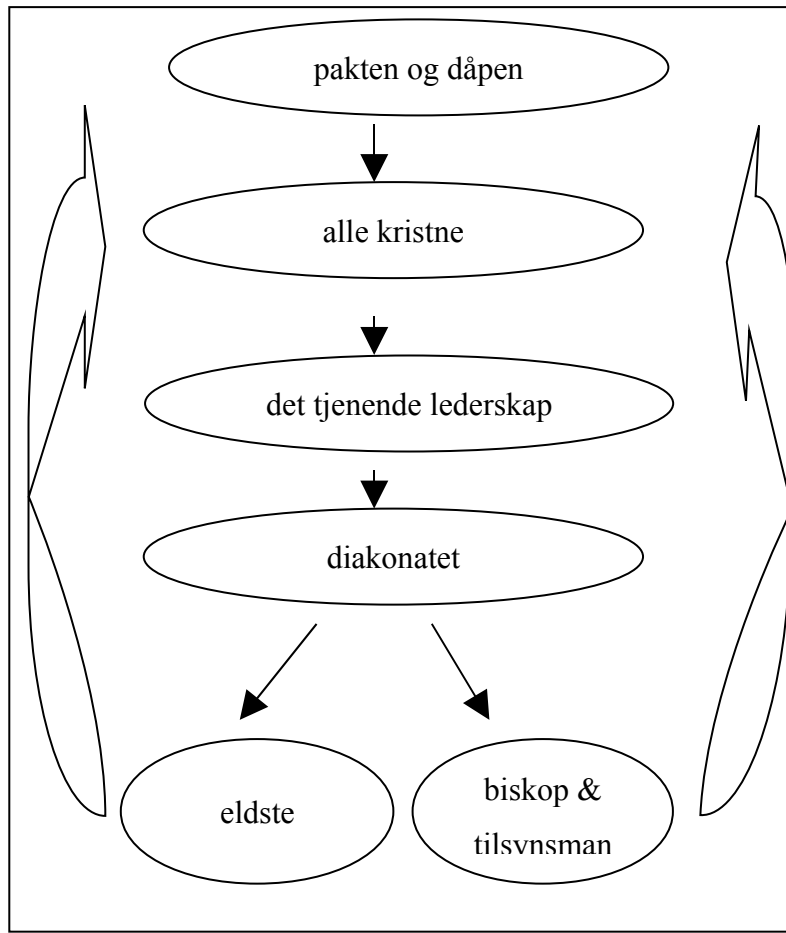 pakten og dåpen
alle kristne
det tjenende lederskap
diakonatet
eldste
biskop &
tilsynsman